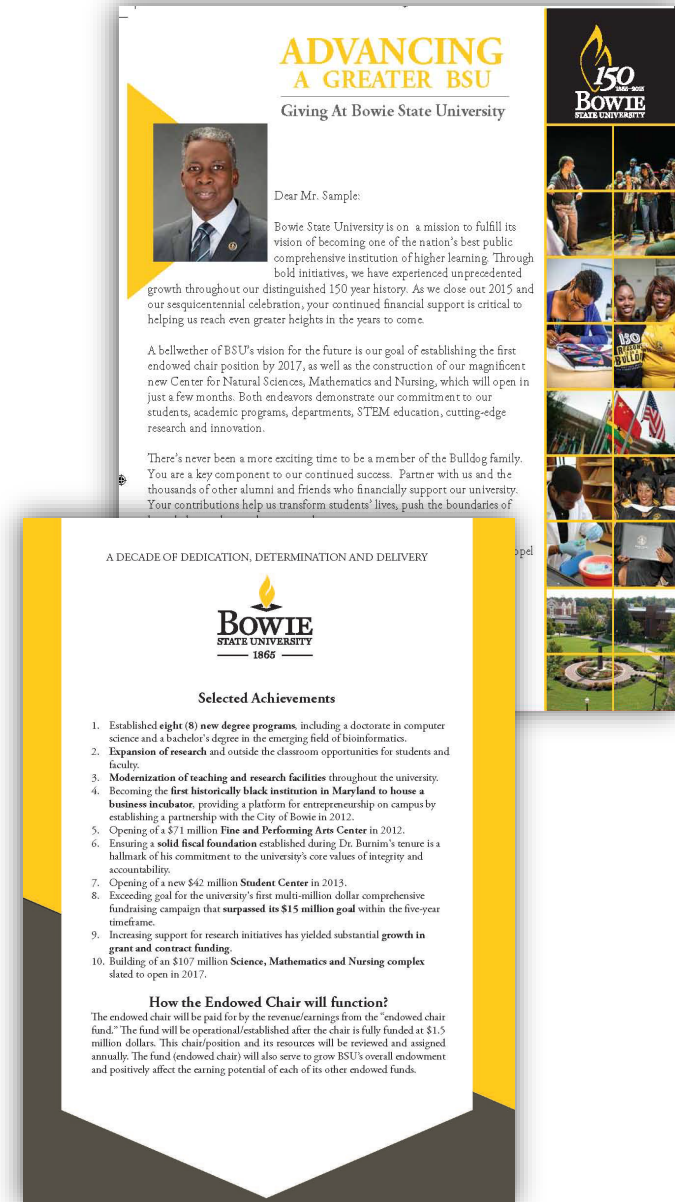 ADVANCING
A GREATER BSU
Giving At Bowie State University
150
1865-2015
BOWIE
STATE UNIVERSITY
Dear Mr. Sample:
Bowie State University is on a mission to fulfill its
vision of becoming one of the nation's best public
comprehensive institution of higher learning. Through
bold initiatives, we have experienced unprecedented
growth throughout our distinguished 150 year history. As we close out 2015 and
our sesquicentennial celebration, your continued financial support is critical to
helping us reach even greater heights in the years to come.
A bellwether of BSU's vision for the future is our goal of establishing the first
endowed chair position by 2017, as well as the construction of our magnificent
new Center for Natural Sciences, Mathematics and Nursing, which will open in
just a few months. Both endeavors demonstrate our commitment to our
students, academic programs, departments, STEM education, cutting-edge
research and innovation.
There's never been a more exciting time to be a member of the Bulldog family.
You are a key component to our continued success. Partner with us and the
thousands of other alumni and friends who financially support our university.
Your contributions help us transform students' lives, push the boundaries of
A DECADE OF DEDICATION, DETERMINATION AND DELIVERY
BOWIE
STATE UNIVERSITY
1865
Selected Achievements
1. Established eight (8) new degree programs, including a doctorate in computer
science and a bachelor's degree in the emerging field of bioinformatics.
2. Expansion of research and outside the classroom opportunities for students and
faculty.
3. Modernization of teaching and research facilities throughout the university.
4. Becoming the first historically black institution in Maryland to house a
business incubator, providing a platform for entrepreneurship on campus by
establishing a partnership with the City of Bowie in 2012.
5. Opening of a $71 million Fine and Performing Arts Center in 2012.
6. Ensuring a solid fiscal foundation established during Dr. Burnim's tenure is a
hallmark of his commitment to the university's core values of integrity and
accountability.
7. Opening of a new $42 million Student Center in 2013.
8. Exceeding goal for the university's first multi-million dollar comprehensive
fundraising campaign that surpassed its $15 million goal within the five-year
timeframe.
9. Increasing support for research initiatives has yielded substantial growth in
grant and contract funding.
10. Building of an $107 million Science, Mathematics and Nursing complex
slated to open in 2017.
How the Endowed Chair will function?
The endowed chair will be paid for by the revenue/earnings from the "endowed chair
fund." The fund will be operational/established after the chair is fully funded at $1.5
million dollars. This chair/position and its resources will be reviewed and assigned
annually. The fund (endowed chair) will also serve to grow BSU's overall endowment
and positively affect the earning potential of each of its other endowed funds.